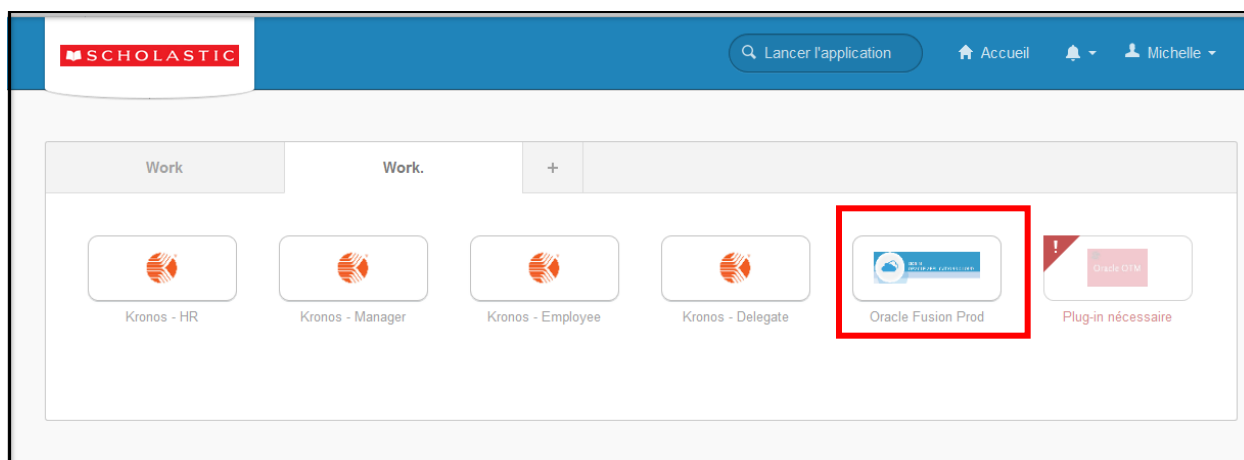 SCHOLASTIC
Lancer l'application
Accueil
Michelle
Work
Work.
+
!
Oracle OTM
Kronos - HR
Kronos - Manager
Kronos - Employee
Kronos - Delegate
Oracle Fusion Prod
Plug-in nécessaire